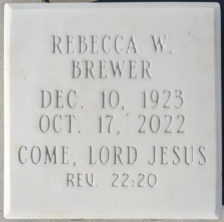 REBECCA W.
BREWER
DEC. 10, 1923
OCT. 17, 2022
COME, LORD JESUS
REV. 22:20